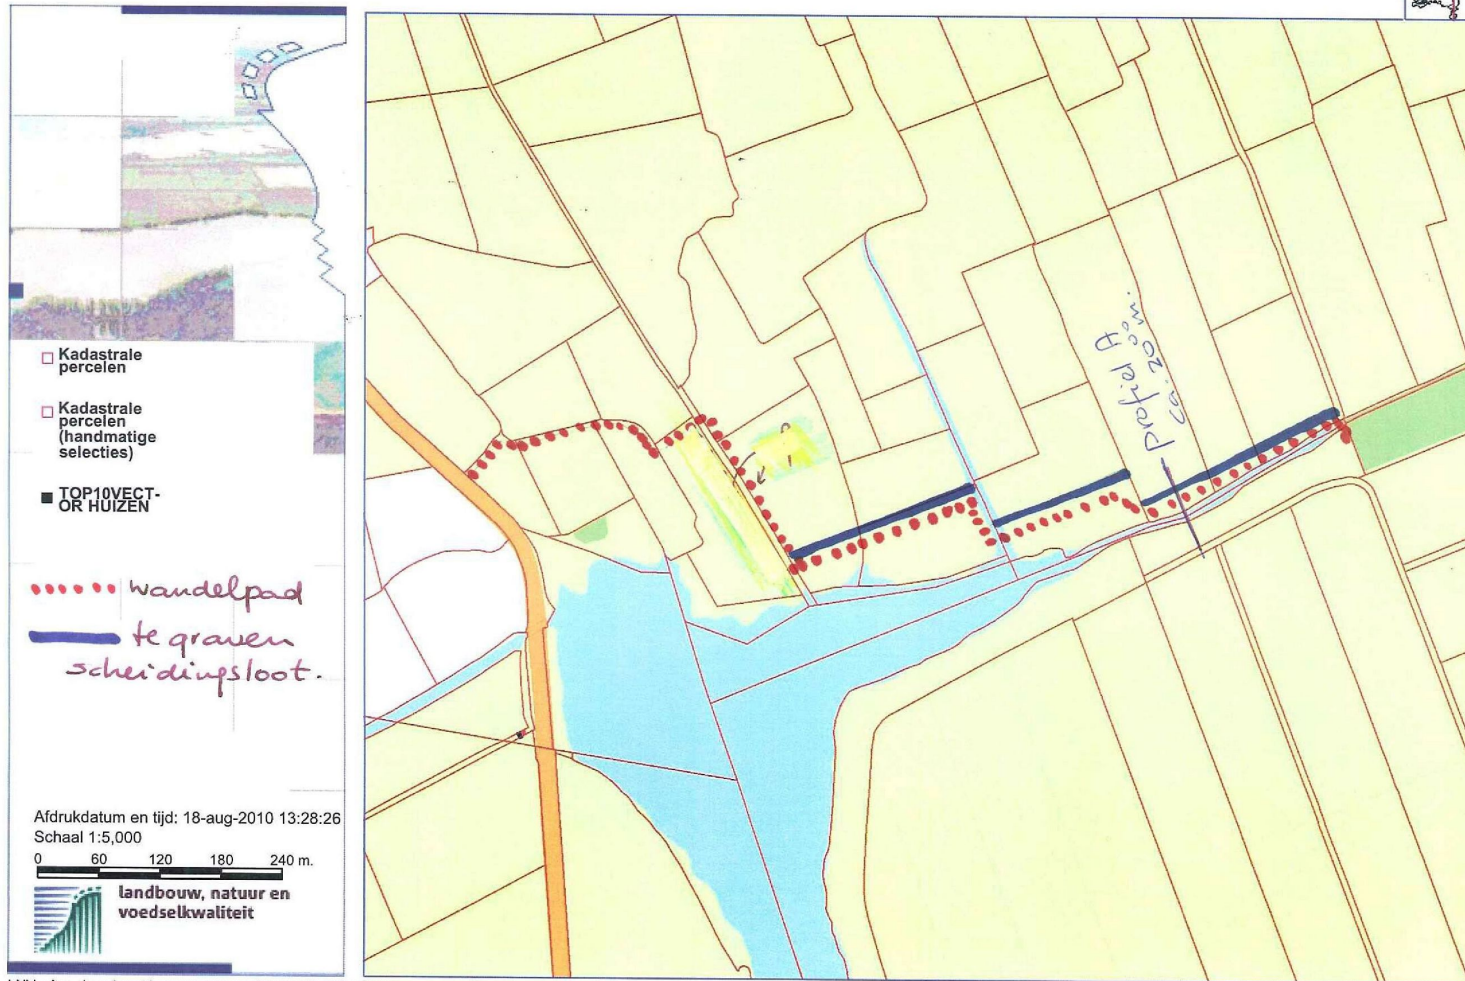 Kadastrale
percelen
Kadastrale
percelen
(handmatige
selecties)
TOP10VECT-
OR HUIZEN
wandelpad
te graven
scheidingsloot.
Afdrukdatum en tijd: 18-aug-2010 13:28:26
Schaal 1:5,000
0 60 120 180 240 m.
landbouw, natuur en
voedselkwaliteit
profiel A
ca. 200 m.